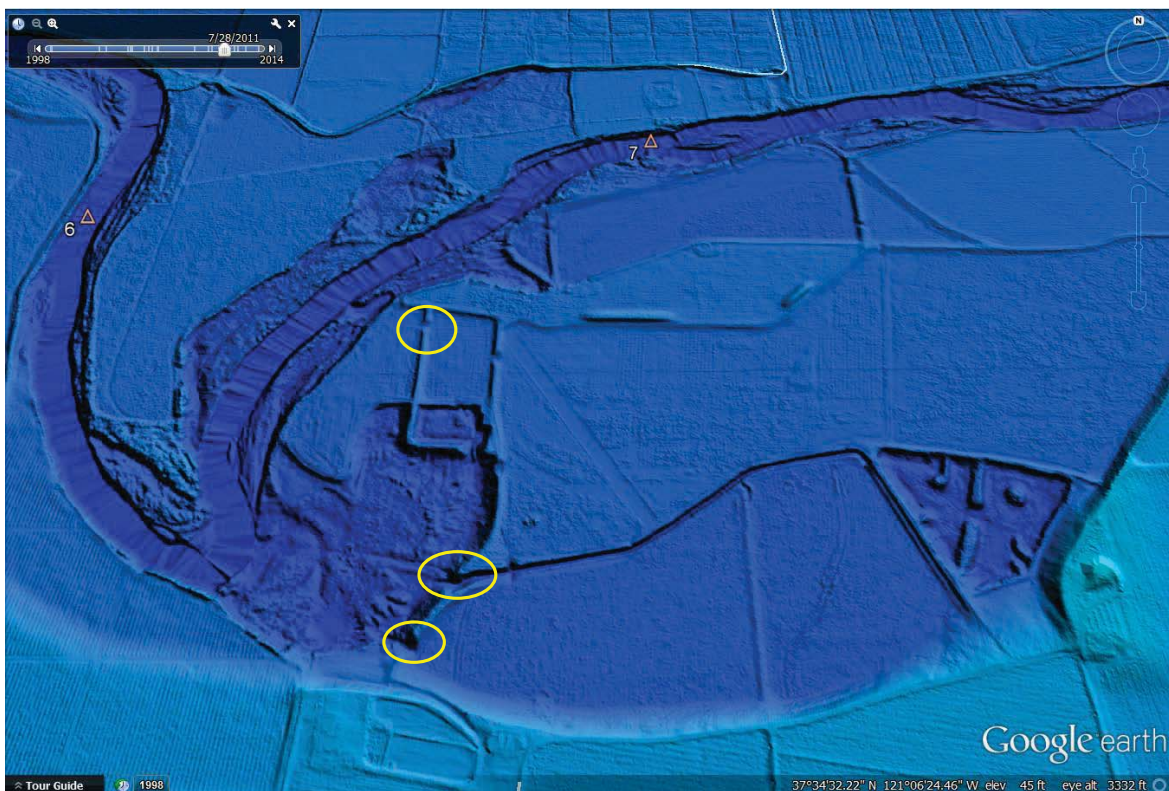 7/28/2011
1998 2014
N
7
6
Google earth
Tour Guide 1998 37°34'32.22" N 121°06'24.46" W elev 45 ft eye alt 3332 ft